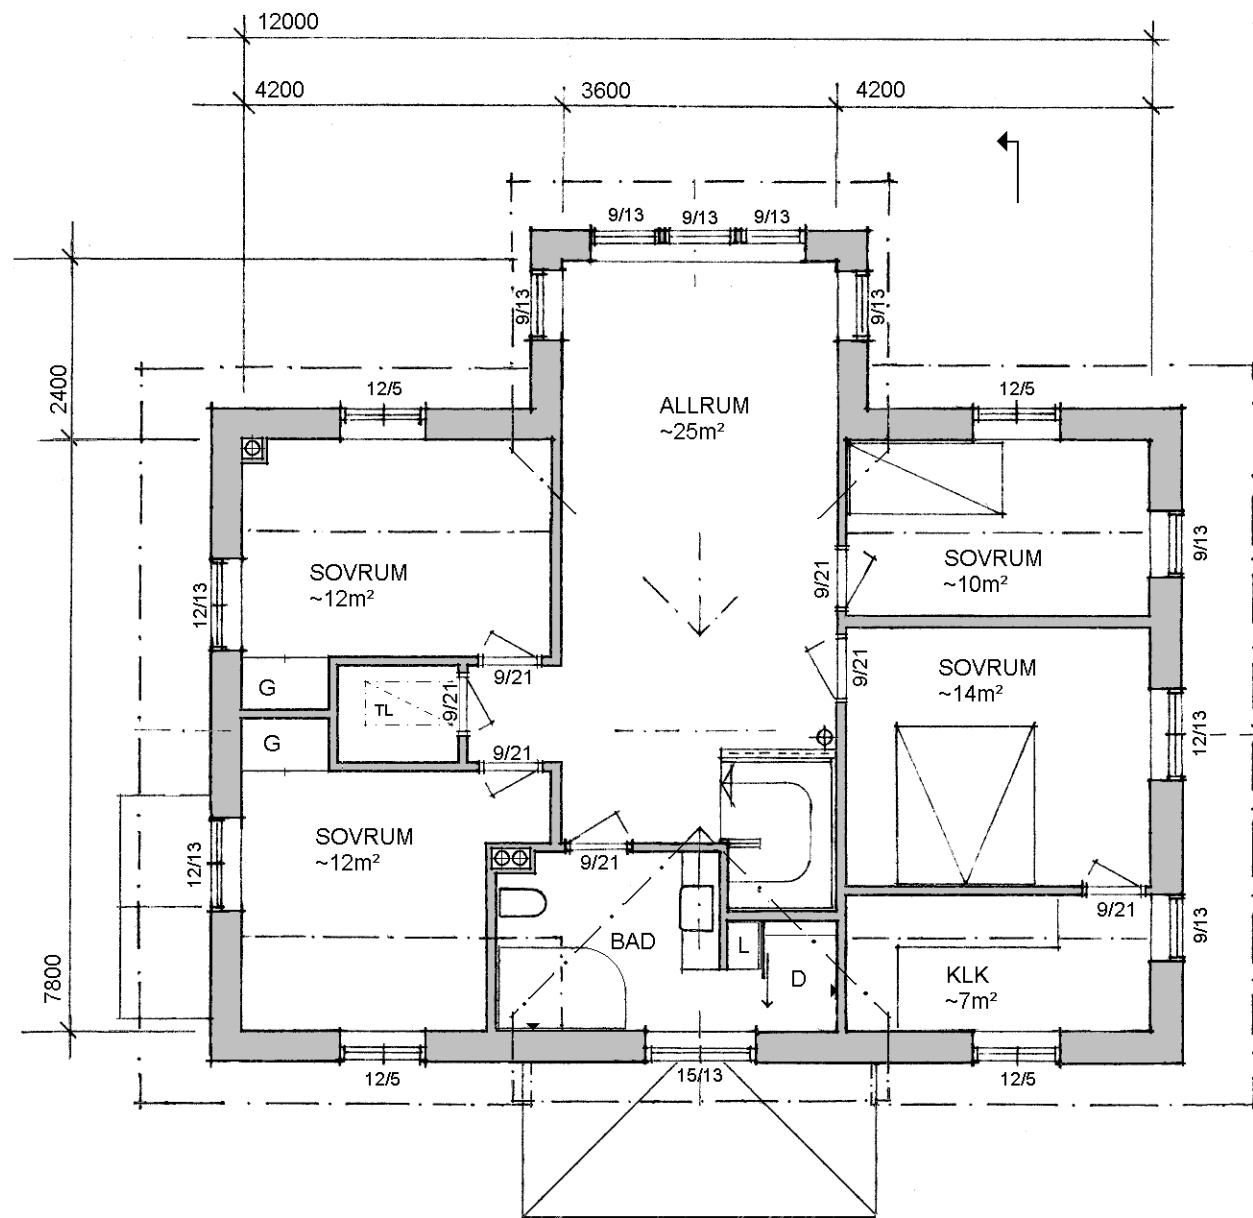 12000
4200 3600 4200
9/13 9/13 9/13
9/13 9/13
2400
12/5 12/5
ALLRUM
~25m²
SOVRUM
~12m²
SOVRUM
~10m²
9/13
12/13
9/21
9/21
G
TL
9/21
9/21
SOVRUM
~14m²
12/13
G
9/21
SOVRUM
~12m²
12/13
9/21
9/21
9/13
BAD
L
D
KLK
~7m²
7800
12/5 15/13 12/5